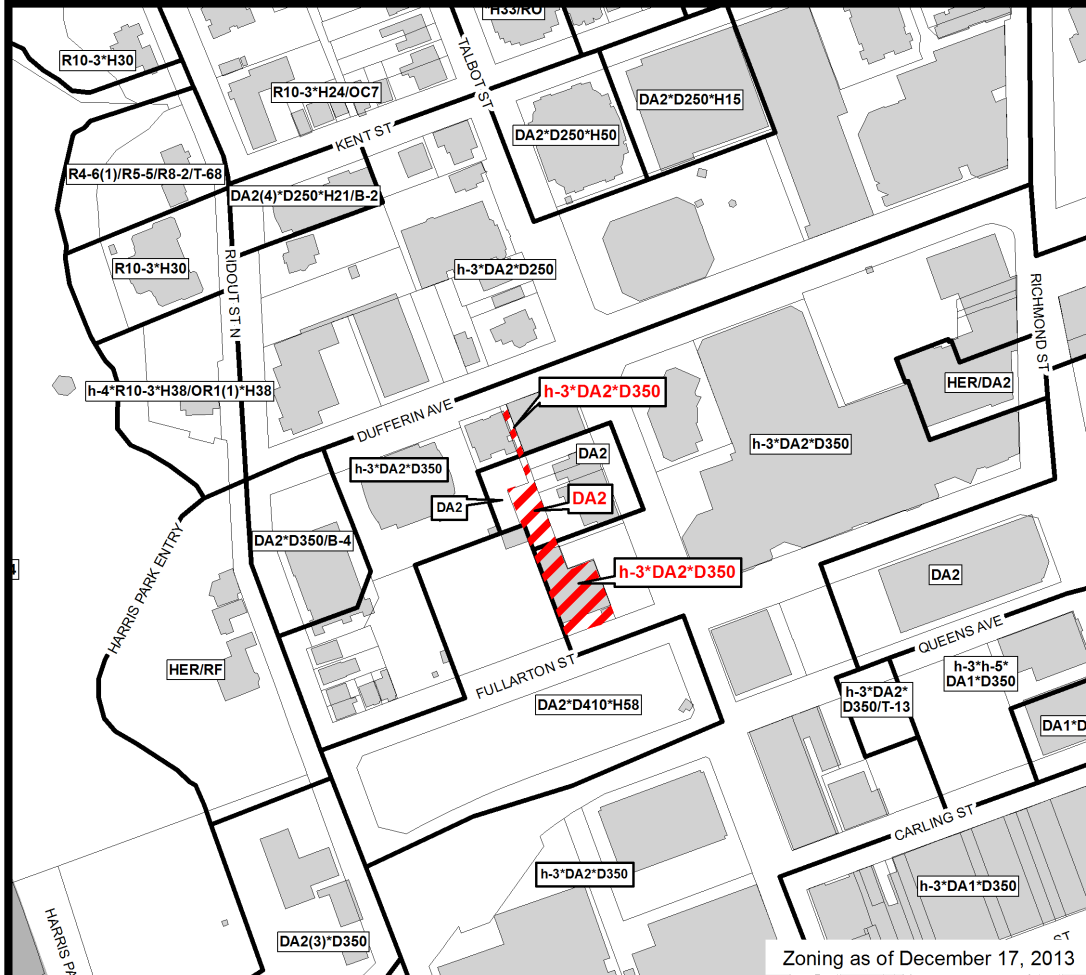 H33/RO
R10-3*H30
TALBOT ST
R10-3*H24/OC7
DA2*D250*H15
KENT ST
DA2*D250*H50
R4-6(1)/R5-5/R8-2/T-68
DA2(4)*D250*H21/B-2
R10-3*H30
RIDOUT ST N
h-3*DA2*D250
RICHMOND ST
h-4*R10-3*H38/OR1(1)*H38
h-3*DA2*D350
HER/DA2
DUFFERIN AVE
h-3*DA2*D350
DA2
h-3*DA2*D350
DA2
DA2
DA2*D350/B-4
HARRIS PARK ENTRY
h-3*DA2*D350
DA2
QUEENS AVE
HER/RF
FULLARTON ST
h-3*h-5*
DA1*D350
h-3*DA2*
D350/T-13
DA2*D410*H58
DA1*D
CARLING ST
h-3*DA2*D350
h-3*DA1*D350
HARRIS PA
DA2(3)*D350
ST
Zoning as of December 17, 2013